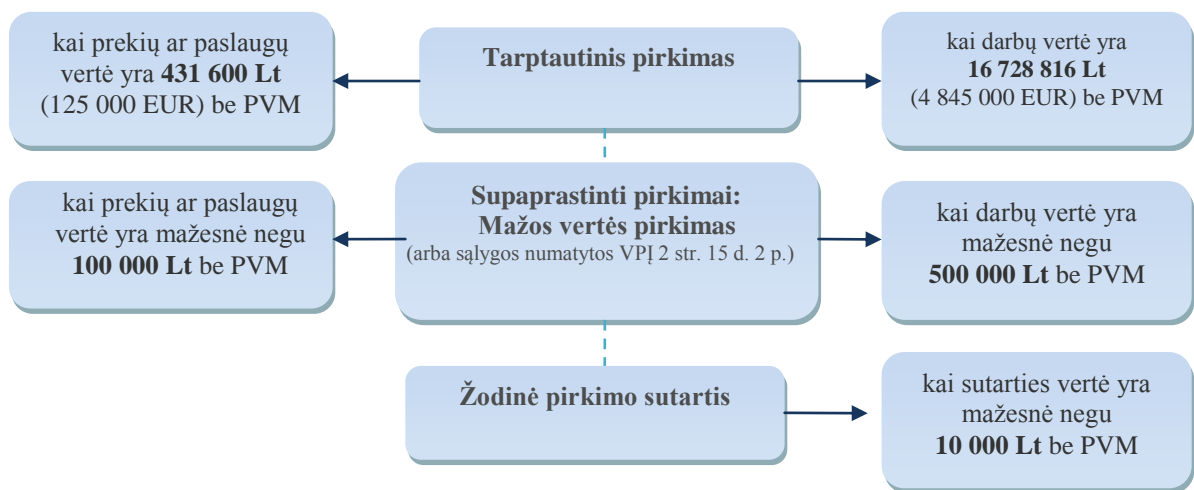 kai prekių ar paslaugų
vertė yra 431 600 Lt
(125 000 EUR) be PVM
Tarptautinis pirkimas
kai darbų vertė yra
16 728 816 Lt
(4 845 000 EUR) be PVM
kai prekių ar paslaugų
vertė yra mažesnė negu
100 000 Lt be PVM
Supaprastinti pirkimai:
Mažos vertės pirkimas
(arba sąlygos numatytos VPĮ 2 str. 15 d. 2 p.)
kai darbų vertė yra
mažesnė negu
500 000 Lt be PVM
Žodinė pirkimo sutartis
kai sutarties vertė yra
mažesnė negu
10 000 Lt be PVM